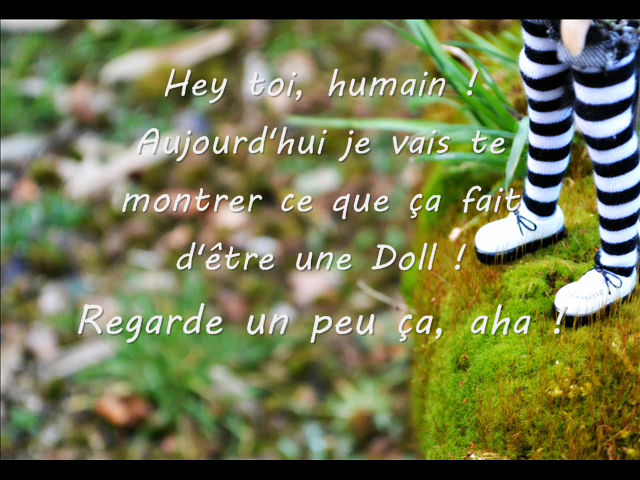 Hey toi, humain !
Aujourd'hui je vais te
montrer ce que ça fait
d'être une Doll !
Regarde un peu ça, aha !